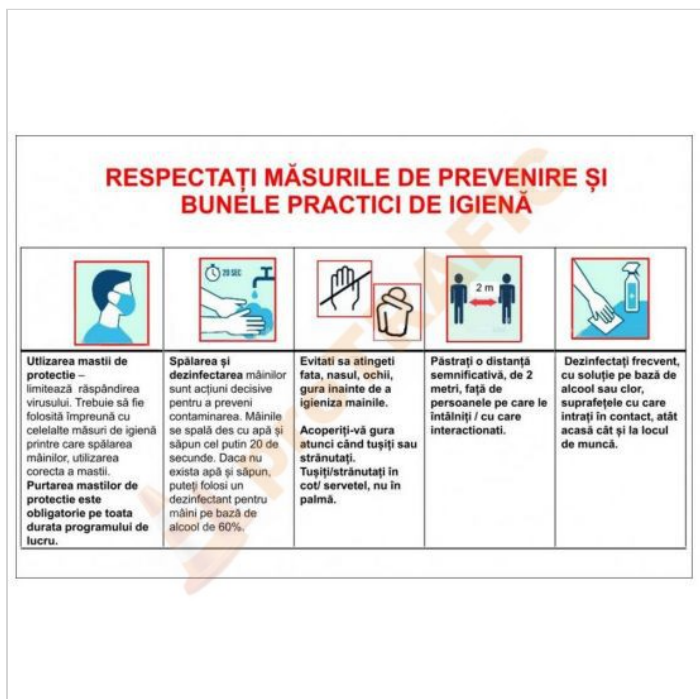 RESPECTAȚI MĂSURILE DE PREVENIRE ȘI
BUNELE PRACTICI DE IGIENĂ
20 SEC
2 m
Utlizarea mastii de
protectie –
limitează răspândirea
virusului. Trebuie să fie
folosită împreună cu
celelalte măsuri de igienă
printre care spălarea
mâinilor, utilizarea
corecta a mastii.
Purtarea mastilor de
protectie este
obligatorie pe toata
durata programului de
lucru.
Spălarea și
dezinfectarea mâinilor
sunt acțiuni decisive
pentru a preveni
contaminarea. Mâinile
se spală des cu apă și
săpun cel putin 20 de
secunde. Daca nu
exista apă și săpun,
puteți folosi un
dezinfectant pentru
mâini pe bază de
alcool de 60%.
Evitati sa atingeti
fata, nasul, ochii,
gura inainte de a
igieniza mainile.
Acoperiți-vă gura
atunci când tușiți sau
strănutați.
Tușiți/strănutați în
cot/ servetel, nu în
palmă.
Păstrați o distanță
semnificativă, de 2
metri, față de
persoanele pe care le
întâlniți / cu care
interactionati.
Dezinfectați frecvent,
cu soluție pe bază de
alcool sau clor,
suprafețele cu care
intrați în contact, atât
acasă cât și la locul
de muncă.